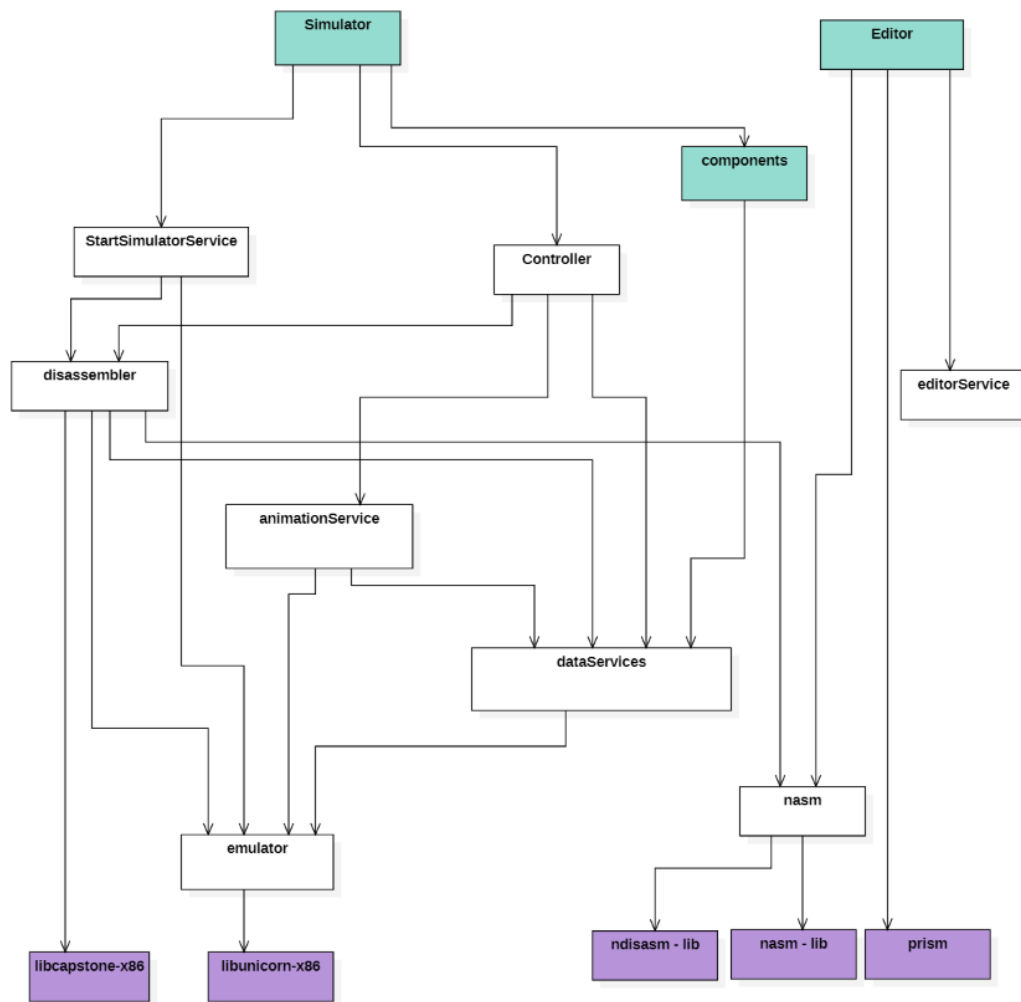 Simulator
Editor
components
StartSimulatorService
Controller
disassembler
editorService
animationService
dataServices
nasm
emulator
ndisasm - lib
nasm - lib
prism
libcapstone-x86
libunicorn-x86